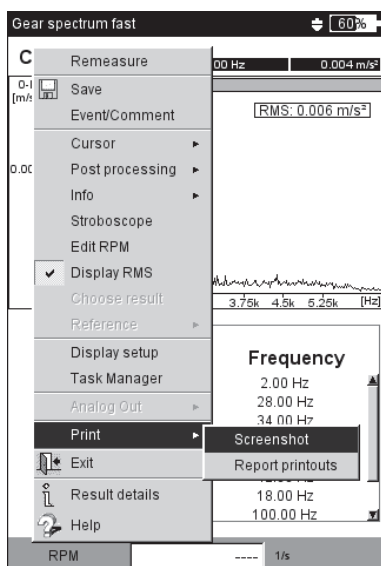 Gear spectrum fast 60%
C 00 Hz 0.004 m/s²
Remeasure
[m/s
Save
Event/Comment
RMS: 0.006 m/s²
Cursor
Post processing
0.00
Info
Stroboscope
Edit RPM
Display RMS
Choose result
3.75k 4.5k 5.25k [Hz]
Reference
Display setup
Frequency
Task Manager
2.00 Hz
Analog Out
28.00 Hz
34.00 Hz
Print
Screenshot
Exit
Report printouts
Result details
18.00 Hz
Help
100.00 Hz
RPM ---- 1/s